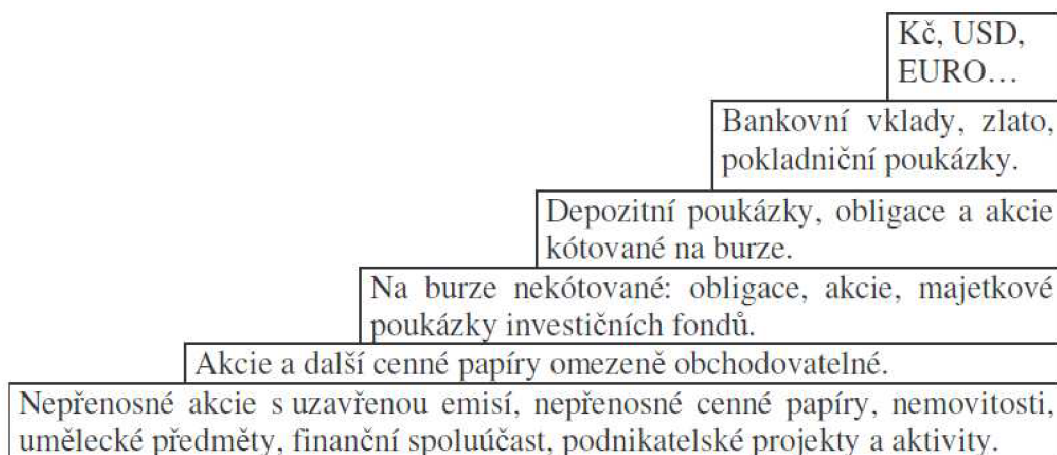 Kč, USD,
EURO…
Bankovní vklady, zlato,
pokladniční poukázky.
Depozitní poukázky, obligace a akcie
kótované na burze.
Na burze nekótované: obligace, akcie, majetkové
poukázky investičních fondů.
Akcie a další cenné papíry omezeně obchodovatelné.
Nepřenosné akcie s uzavřenou emisí, nepřenosné cenné papíry, nemovitosti,
umělecké předměty, finanční spoluúčast, podnikatelské projekty a aktivity.